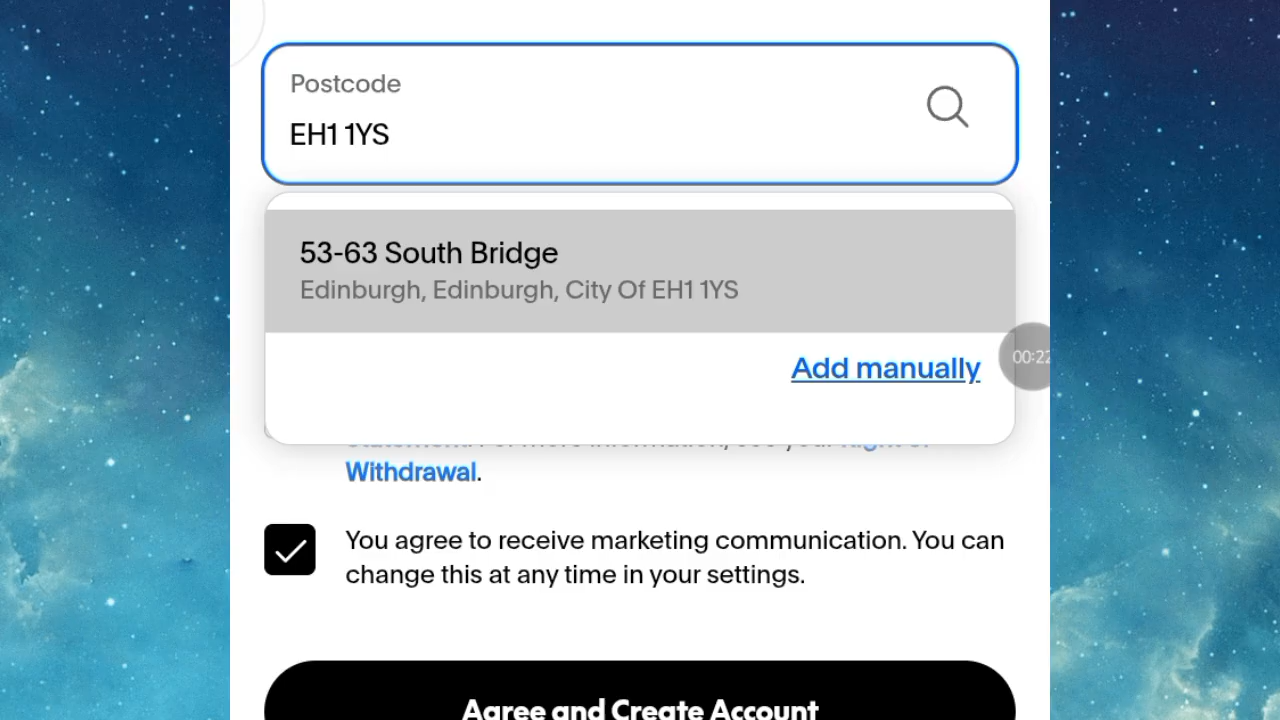 Postcode
EH1 1YS
53-63 South Bridge
Edinburgh, Edinburgh, City Of EH1 1YS
Add manually
00:22
Withdrawal.
You agree to receive marketing communication. You can
change this at any time in your settings.
Agree and Create Account